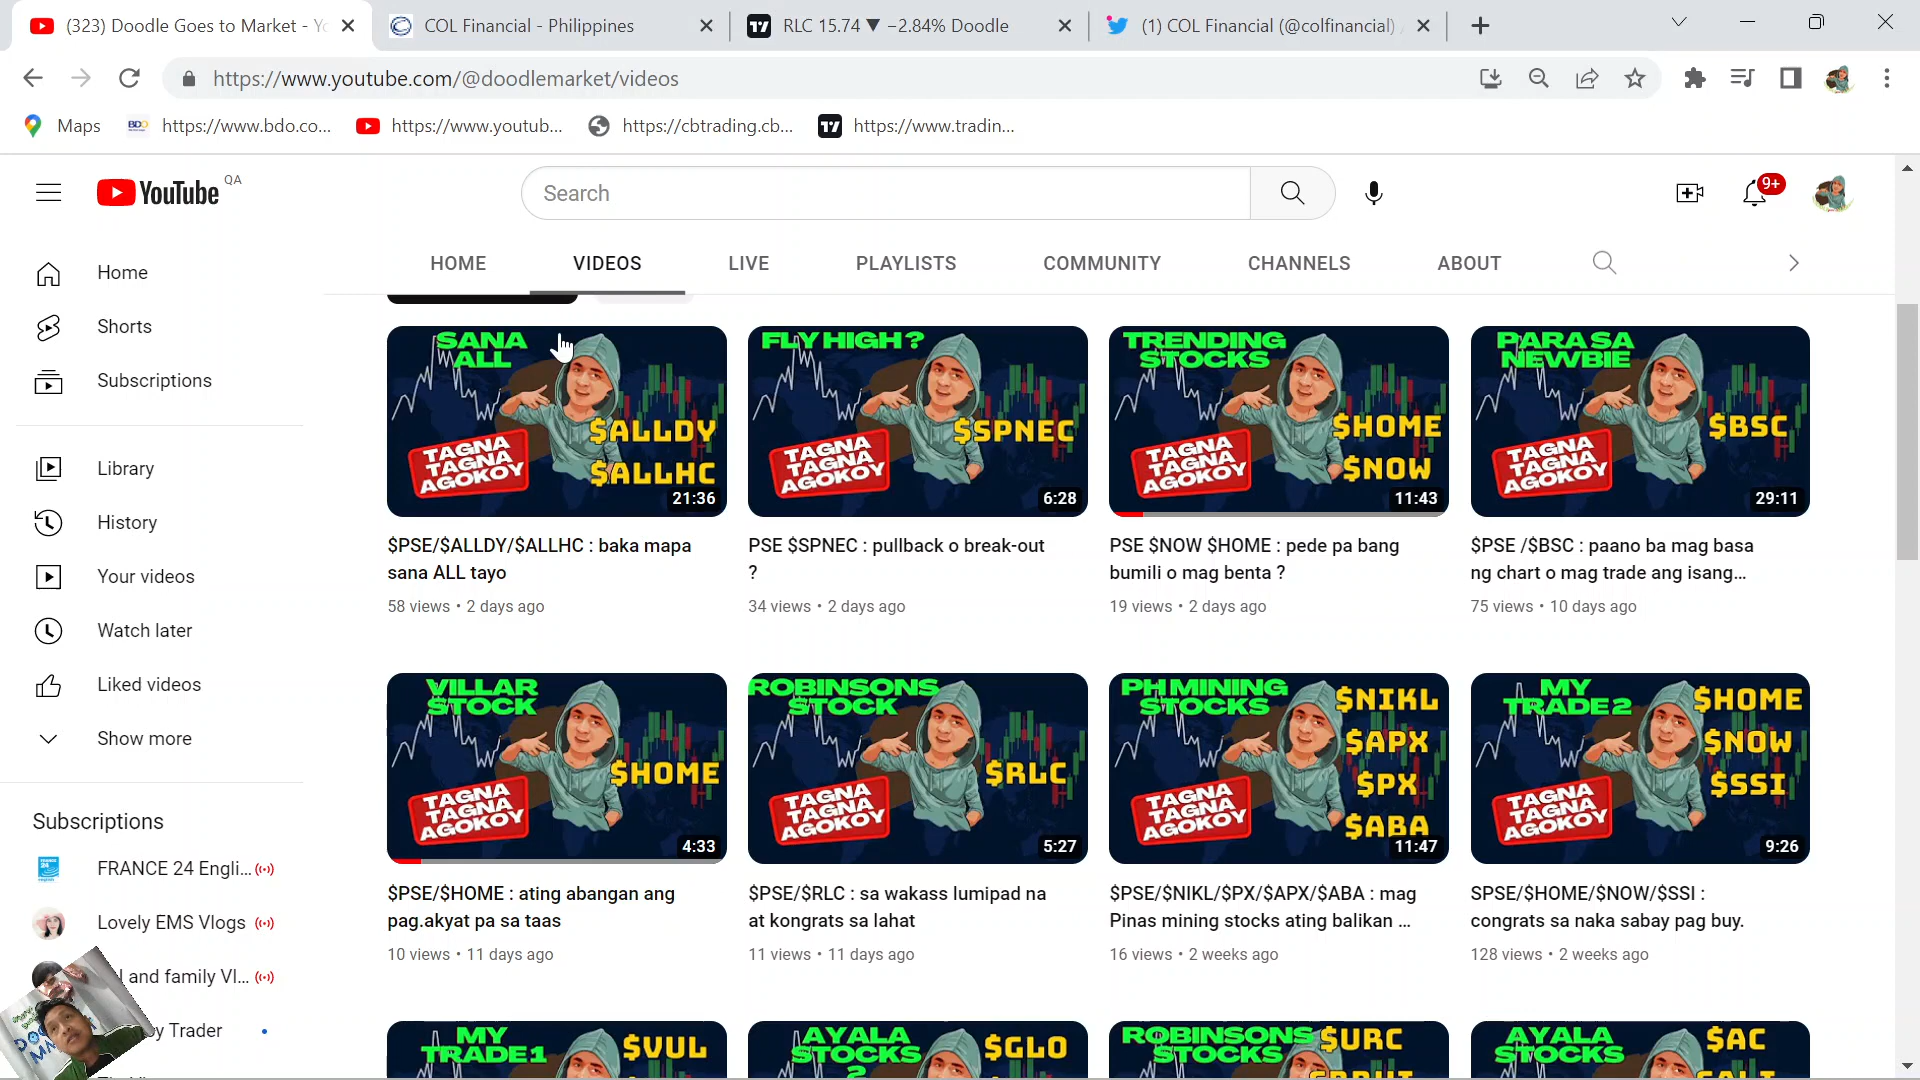 (323) Doodle Goes to Market - Yo
COL Financial - Philippines
RLC 15.74 ▼ −2.84% Doodle
(1) COL Financial (@colfinancial) /
https://www.youtube.com/@doodlemarket/videos
Maps
BDO
https://www.bdo.co...
https://www.youtub...
https://cbtrading.cb...
https://www.tradin...
YouTube QA
Search
9+
HOME
VIDEOS
LIVE
PLAYLISTS
COMMUNITY
CHANNELS
ABOUT
Home
Shorts
Subscriptions
Library
History
Your videos
Watch later
Liked videos
Show more
Subscriptions
FRANCE 24 Engli...
Lovely EMS Vlogs
and family Vl...
y Trader
SANA
ALL
$ALLDY
$ALLHC
TAGNA
TAGNA
AGOKOY
21:36
$PSE/$ALLDY/$ALLHC : baka mapa
sana ALL tayo
58 views • 2 days ago
FLY HIGH ?
$SPNEC
TAGNA
TAGNA
AGOKOY
6:28
PSE $SPNEC : pullback o break-out
?
34 views • 2 days ago
TRENDING
STOCKS
$HOME
$NOW
TAGNA
TAGNA
AGOKOY
11:43
PSE $NOW $HOME : pede pa bang
bumili o mag benta ?
19 views • 2 days ago
PARA SA
NEWBIE
$BSC
TAGNA
TAGNA
AGOKOY
29:11
$PSE /$BSC : paano ba mag basa
ng chart o mag trade ang isang...
75 views • 10 days ago
VILLAR
STOCK
$HOME
TAGNA
TAGNA
AGOKOY
4:33
$PSE/$HOME : ating abangan ang
pag.akyat pa sa taas
10 views • 11 days ago
ROBINSONS
STOCK
$RLC
TAGNA
TAGNA
AGOKOY
5:27
$PSE/$RLC : sa wakass lumipad na
at kongrats sa lahat
11 views • 11 days ago
PH MINING
STOCKS
$NIKL
$APX
$PX
$ABA
TAGNA
TAGNA
AGOKOY
11:47
$PSE/$NIKL/$PX/$APX/$ABA : mag
Pinas mining stocks ating balikan ...
16 views • 2 weeks ago
MY
TRADE2
$HOME
$NOW
$SSI
TAGNA
TAGNA
AGOKOY
9:26
SPSE/$HOME/$NOW/$SSI :
congrats sa naka sabay pag buy.
128 views • 2 weeks ago
MY
TRADE1
$VUL
AYALA
STOCKS
2
$GLO
ROBINSONS
STOCKS
$URC
AYALA
STOCKS
$AC